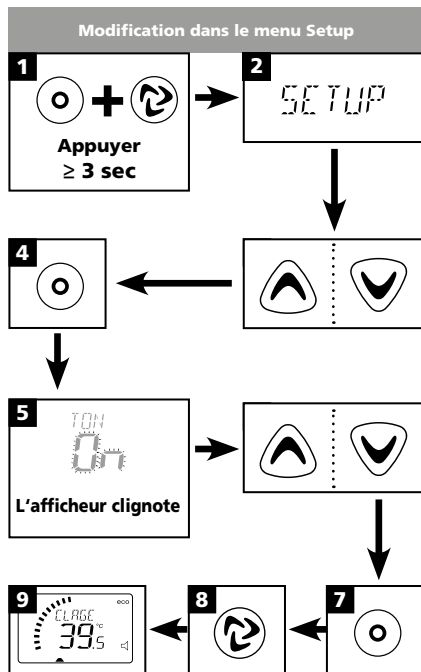 Modification dans le menu Setup
1
Appuyer
≥ 3 sec
2
SETUP
4
5
TON
On
L‘afficheur clignote
7
8
9
eco
CLAGE
39.5 °C